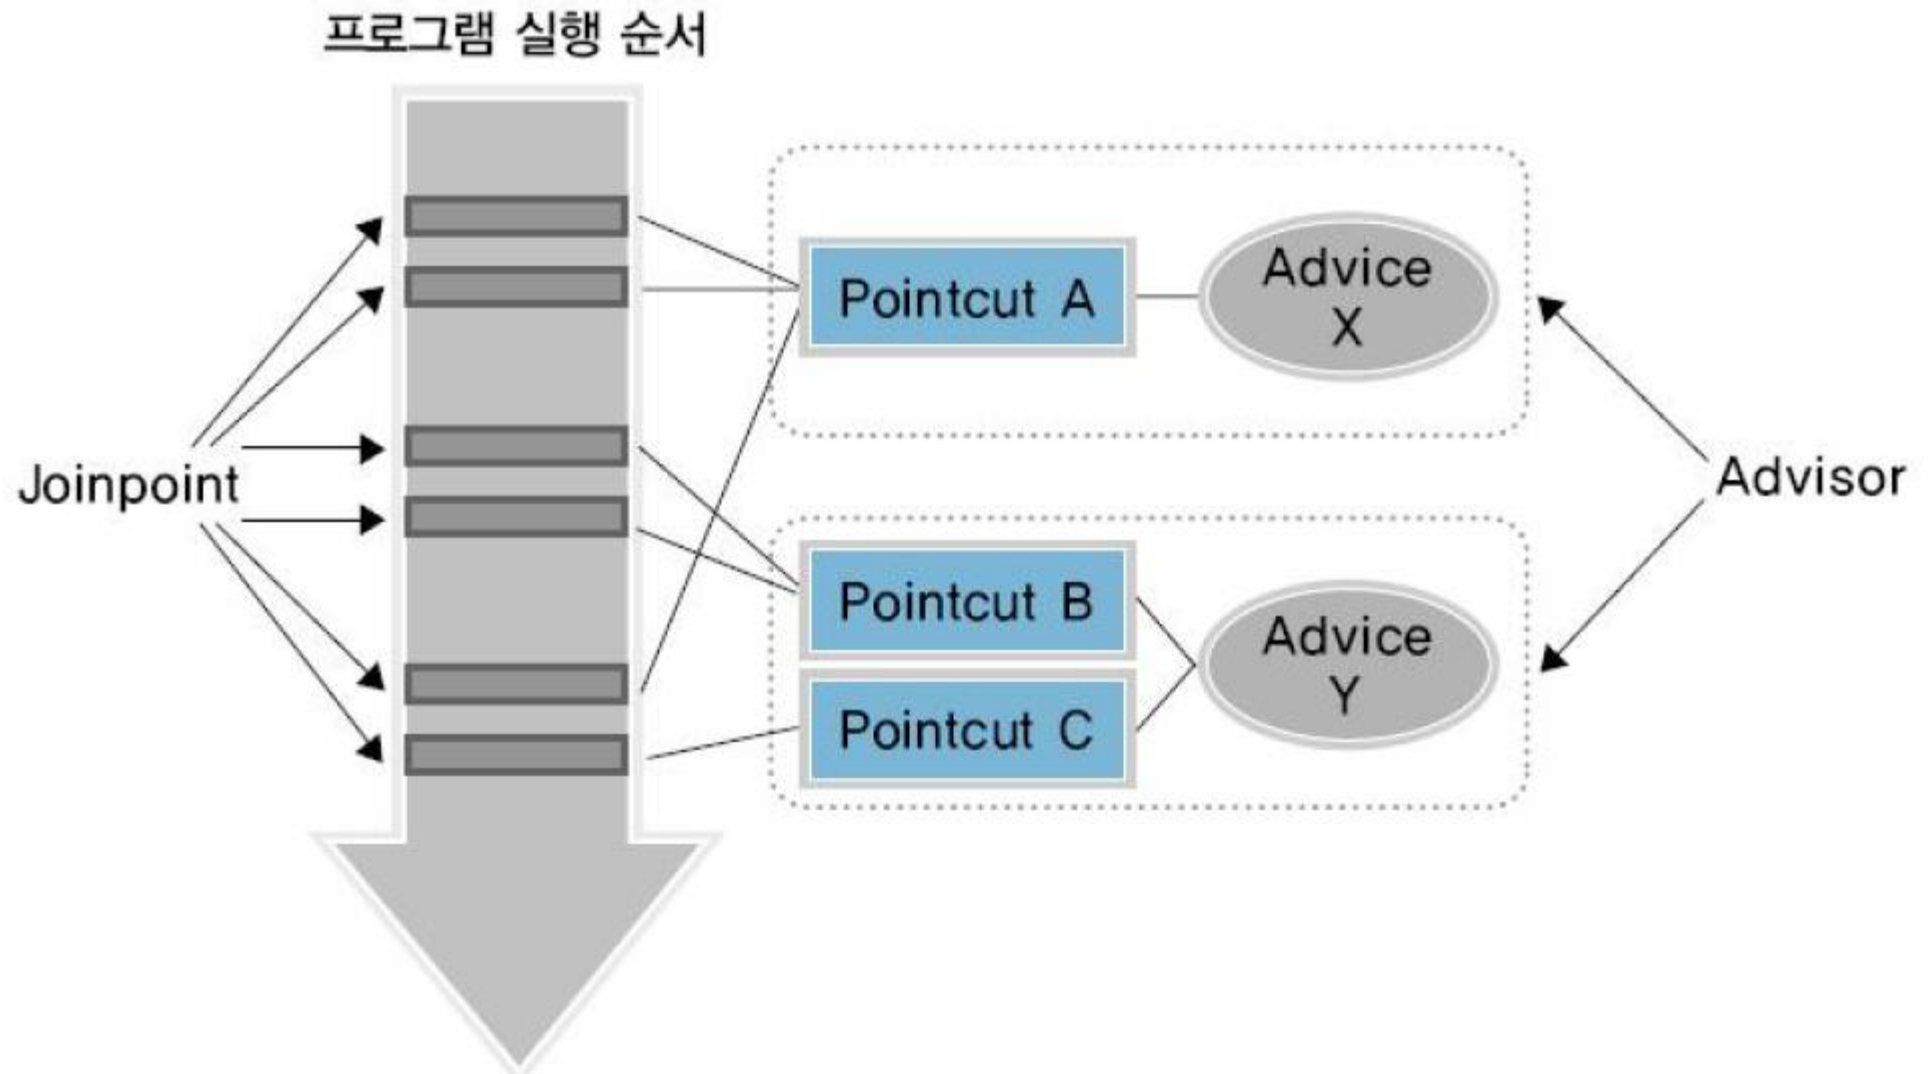 프로그램 실행 순서
Joinpoint
Pointcut A
Advice
X
Pointcut B
Pointcut C
Advice
Y
Advisor